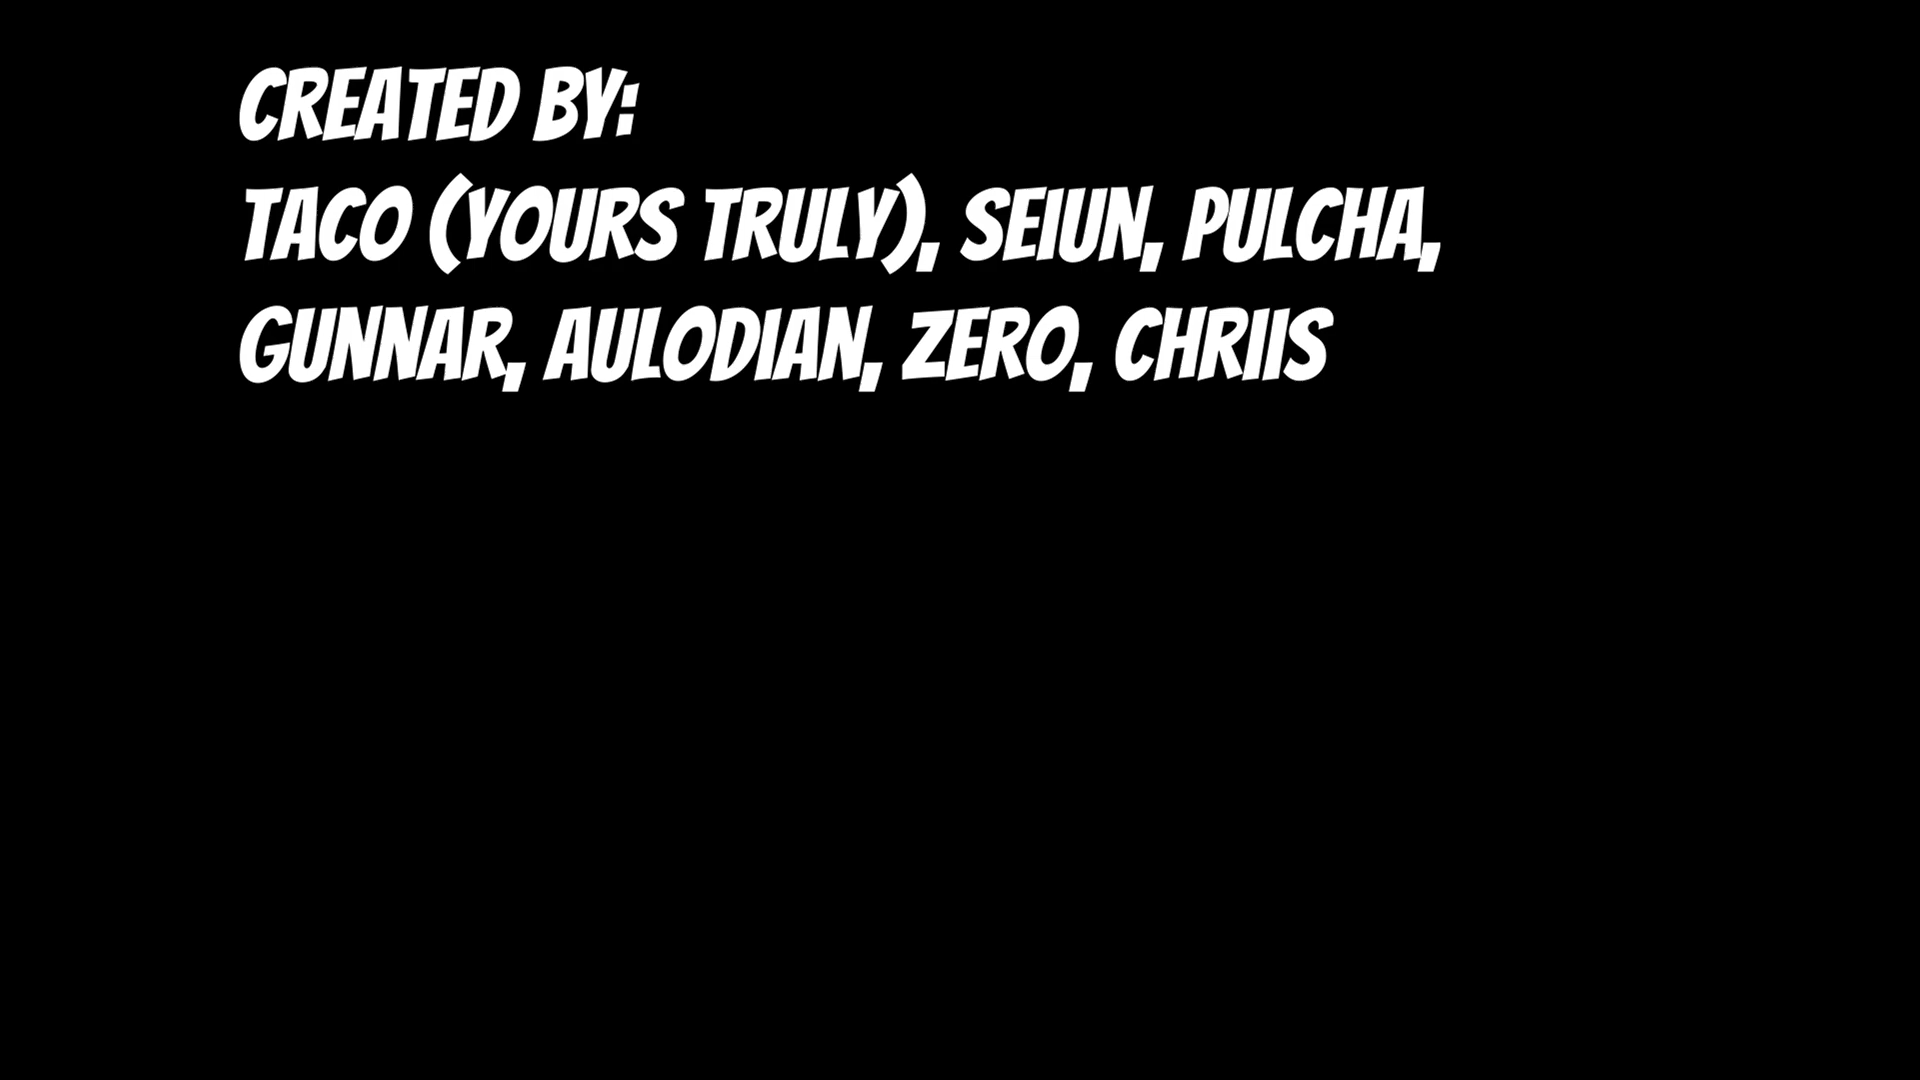 CREATED BY:
TACO (YOURS TRULY), SEIUN, PULCHA,
GUNNAR, AULODIAN, ZERO, CHRIIS